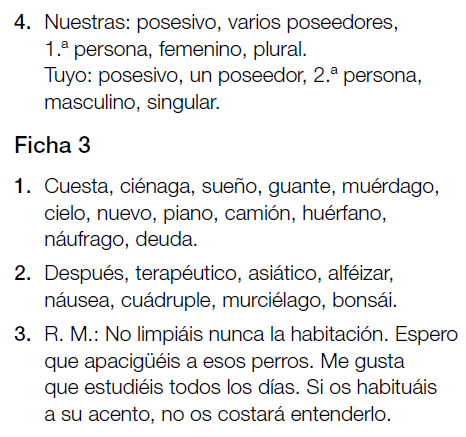 4. Nuestras: posesivo, varios poseedores,
1.ª persona, femenino, plural.
Tuyo: posesivo, un poseedor, 2.ª persona,
masculino, singular.
Ficha 3
1. Cuesta, ciénaga, sueño, guante, muérdago,
cielo, nuevo, piano, camión, huérfano,
náufrago, deuda.
2. Después, terapéutico, asiático, alféizar,
náusea, cuádruple, murciélago, bonsái.
3. R. M.: No limpiáis nunca la habitación. Espero
que apacigüéis a esos perros. Me gusta
que estudiéis todos los días. Si os habituáis
a su acento, no os costará entenderlo.